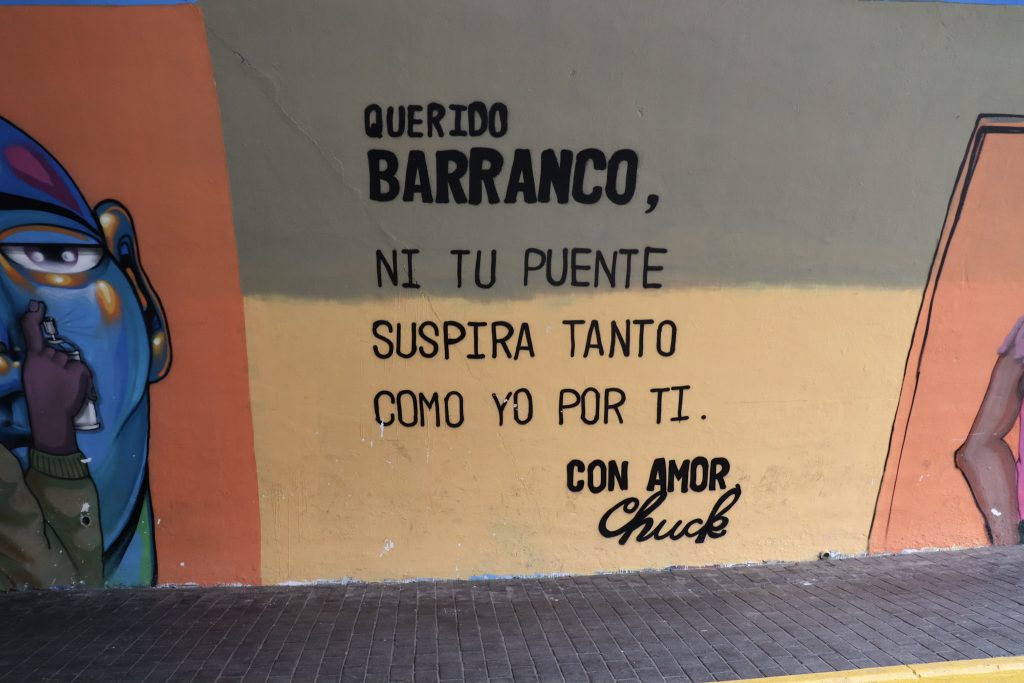 QUERIDO
BARRANCO,
NI TU PUENTE
SUSPIRA TANTO
COMO YO POR TI.
CON AMOR,
Chuck